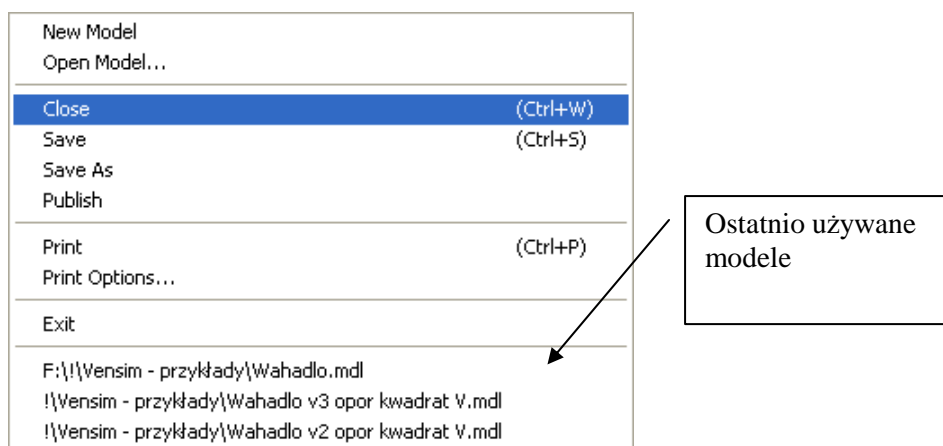 New Model
Open Model...
Close (Ctrl+W)
Save (Ctrl+S)
Save As
Publish
Print (Ctrl+P)
Print Options...
Exit
F:\!\Vensim - przykłady\Wahadlo.mdl
!\Vensim - przykłady\Wahadlo v3 opor kwadrat V.mdl
!\Vensim - przykłady\Wahadlo v2 opor kwadrat V.mdl
Ostatnio używane
modele